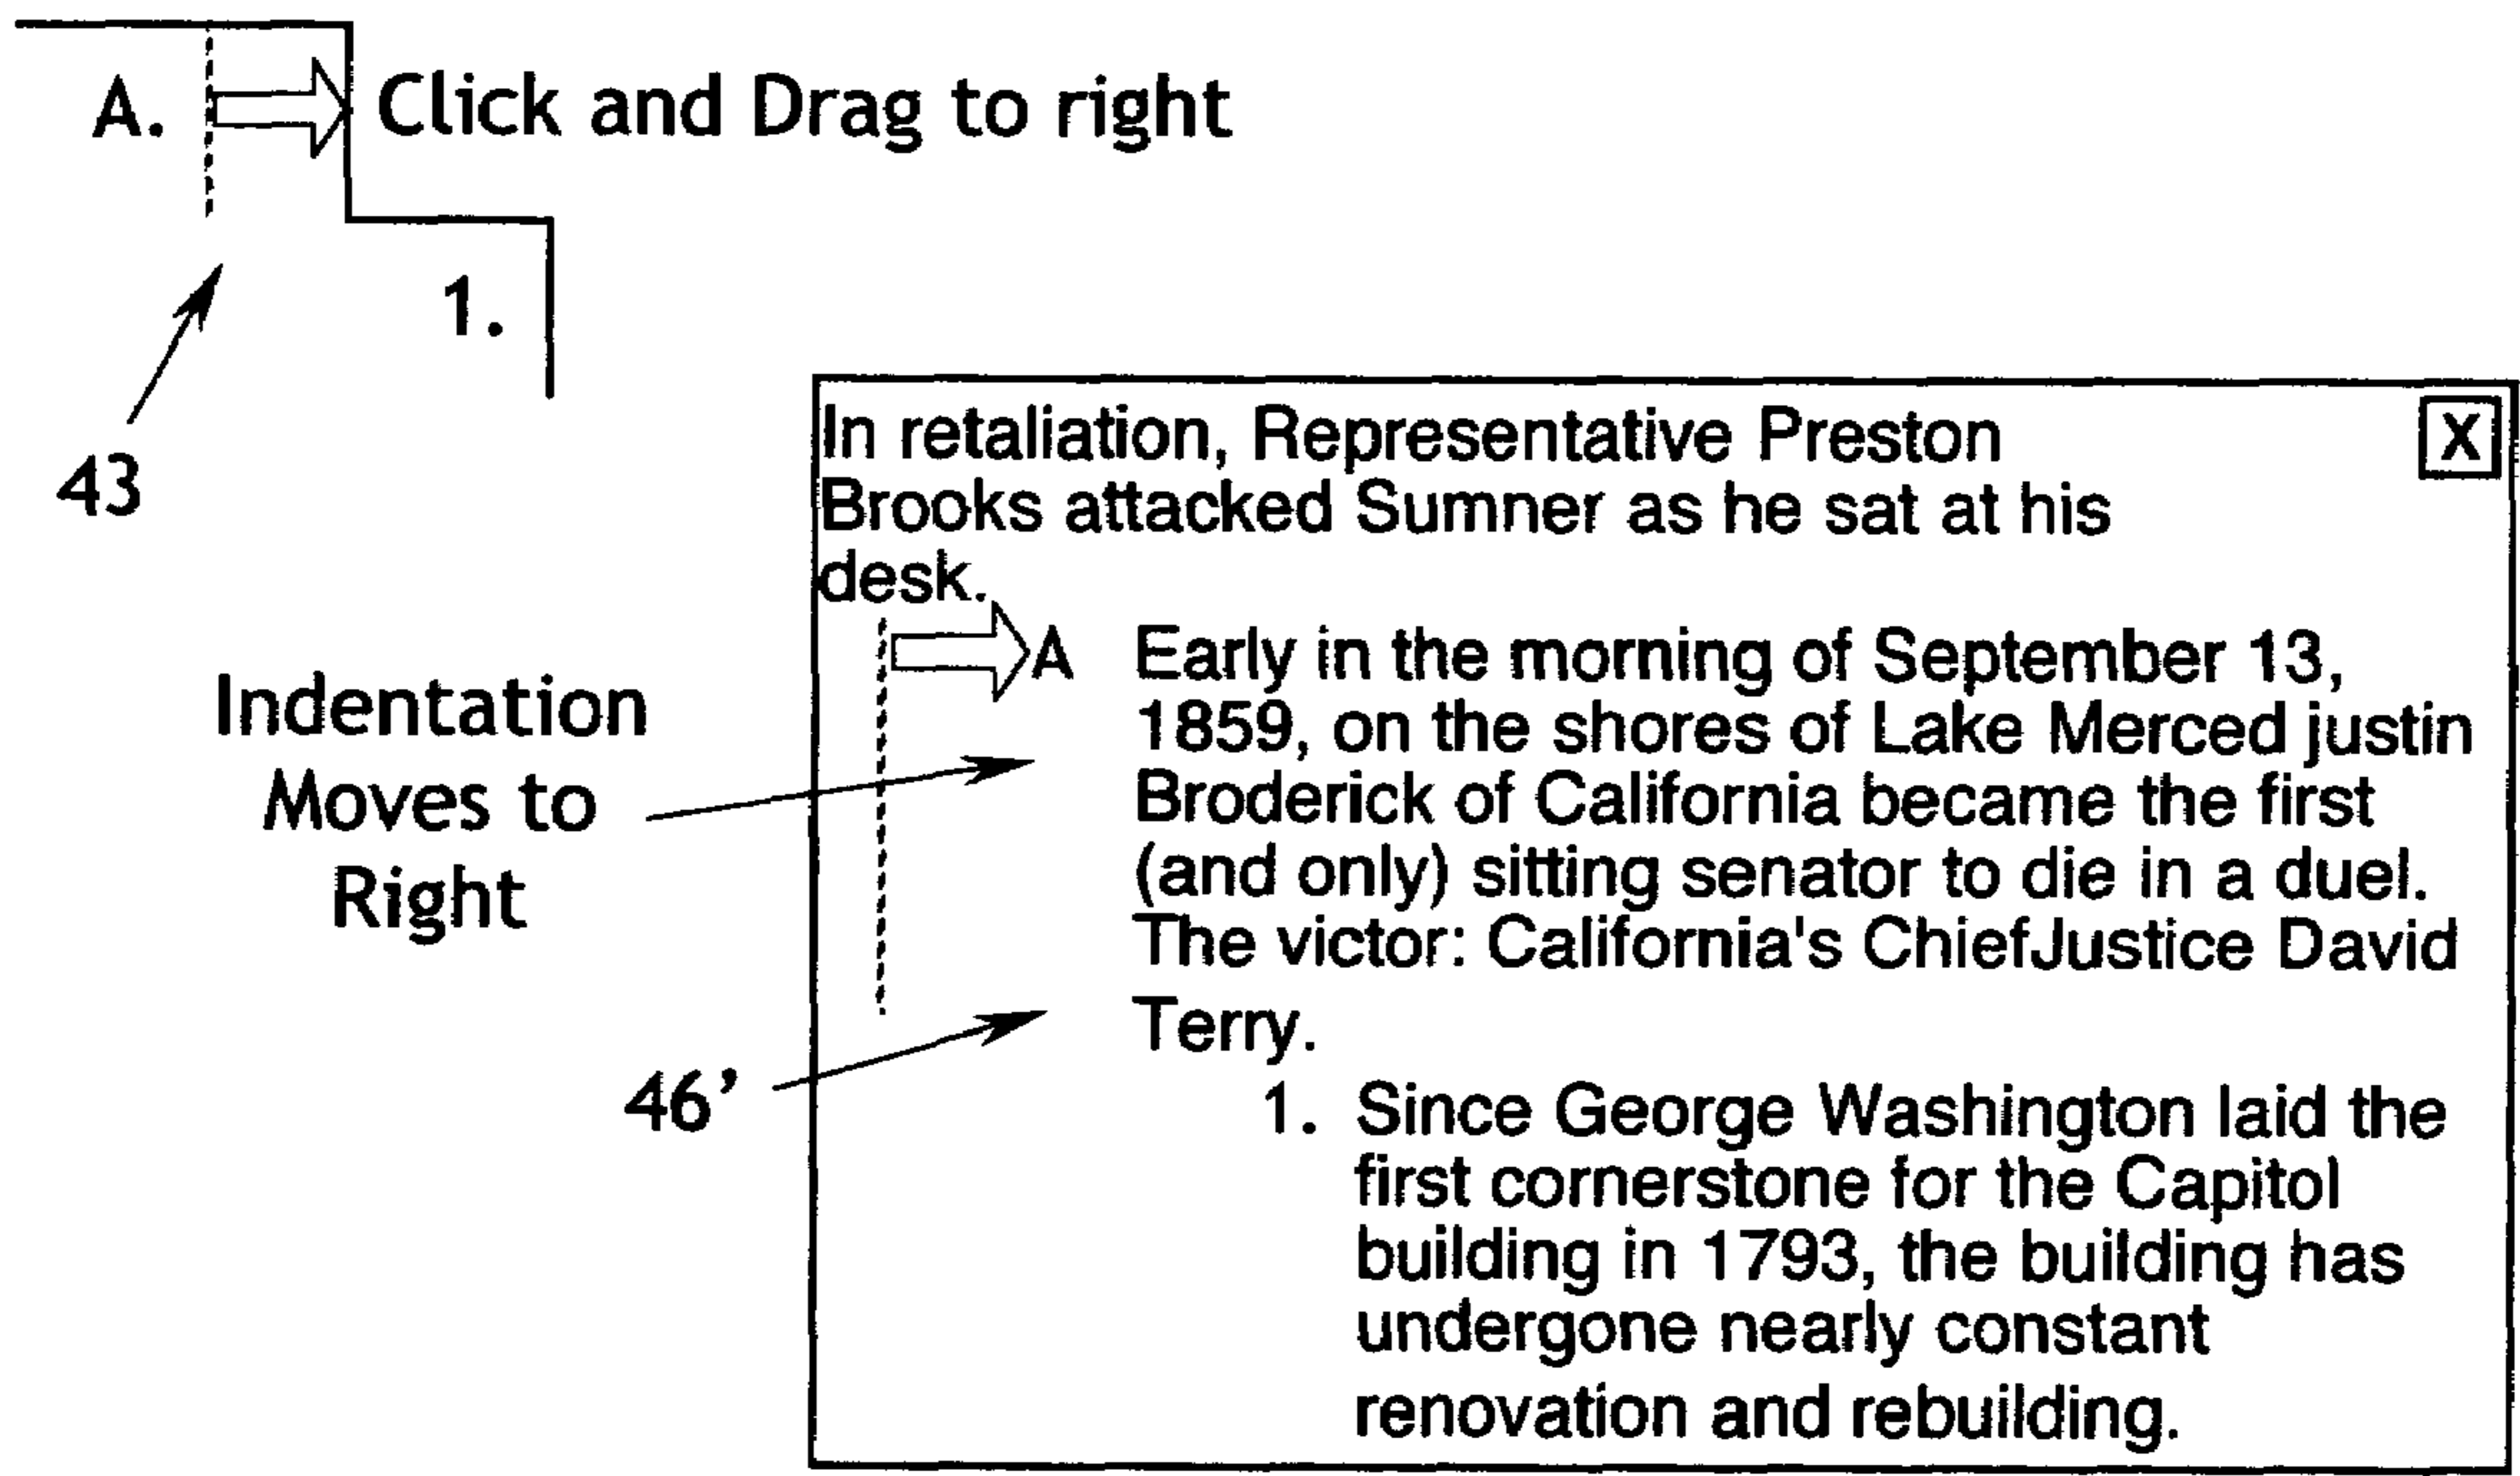 A. Click and Drag to right
1.
43
In retaliation, Representative Preston
X
Brooks attacked Sumner as he sat at his
desk.
A Early in the morning of September 13,
1859, on the shores of Lake Merced justin
Broderick of California became the first
(and only) sitting senator to die in a duel.
The victor: California's ChiefJustice David
Terry.
1. Since George Washington laid the
first cornerstone for the Capitol
building in 1793, the building has
undergone nearly constant
renovation and rebuilding.
Indentation
Moves to
Right
46’